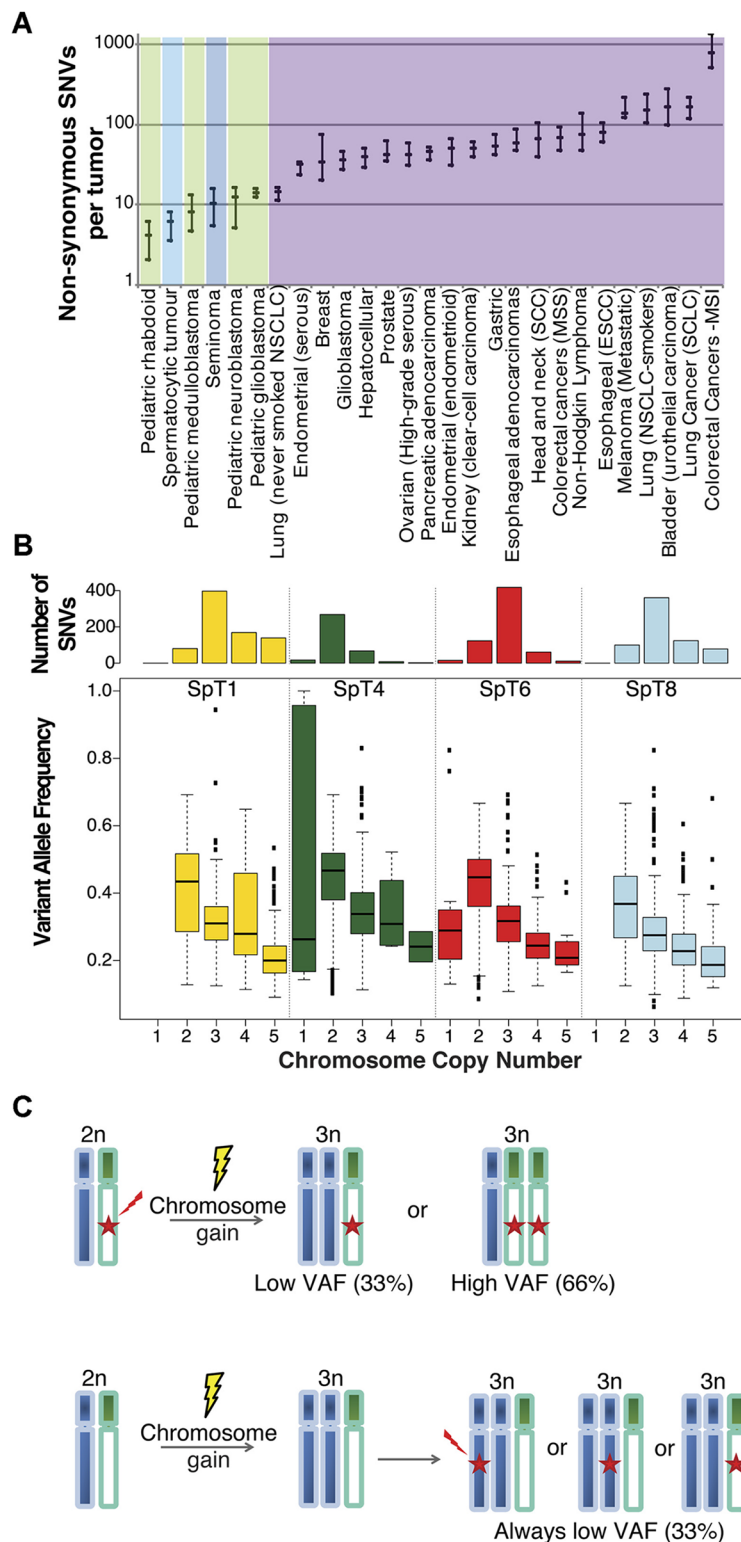 A
Non-synonymous SNVs
per tumor
1000
100
10
1
Pediatric rhabdoid
Spermatocytic tumour
Pediatric medulloblastoma
Seminoma
Pediatric neuroblastoma
Pediatric glioblastoma
Lung (never smoked NSCLC)
Endometrial (serous)
Breast
Glioblastoma
Hepatocellular
Prostate
Ovarian (High-grade serous)
Pancreatic adenocarcinoma
Endometrial (endometrioid)
Kidney (clear-cell carcinoma)
Gastric
Esophageal adenocarcinomas
Head and neck (SCC)
Colorectal cancers (MSS)
Non-Hodgkin Lymphoma
Esophageal (ESCC)
Melanoma (Metastatic)
Lung (NSCLC-smokers)
Bladder (urothelial carcinoma)
Lung Cancer (SCLC)
Colorectal Cancers -MSI
B
Number of
SNVs
400
200
0
SpT1 SpT4 SpT6 SpT8
Variant Allele Frequency
1.0
0.8
0.6
0.4
0.2
1 2 3 4 5 1 2 3 4 5 1 2 3 4 5 1 2 3 4 5
Chromosome Copy Number
C
2n 3n 3n
Chromosome
gain
or
Low VAF (33%) High VAF (66%)
2n 3n 3n 3n 3n
Chromosome
gain
or or
Always low VAF (33%)